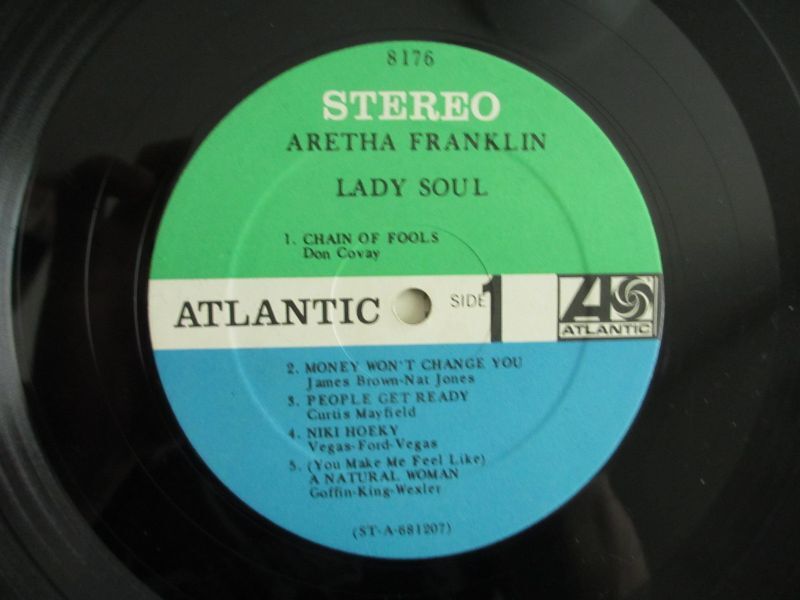 8176
STEREO
ARETHA FRANKLIN
LADY SOUL
1. CHAIN OF FOOLS
Don Covay
ATLANTIC
SIDE 1
ATLANTIC
2. MONEY WON'T CHANGE YOU
James Brown-Nat Jones
3. PEOPLE GET READY
Curtis Mayfield
4. NIKI HOEKY
Vegas-Ford-Vegas
5. (You Make Me Feel Like)
A NATURAL WOMAN
Goffin-King-Wexler
(ST-A-681207)